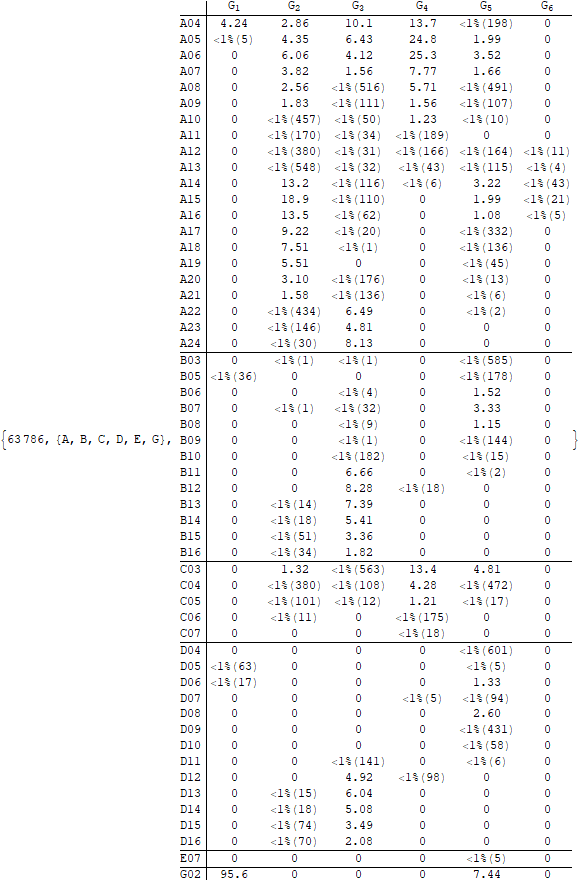 G1 G2 G3 G4 G5 G6
A04 4.24 2.86 10.1 13.7 <1%(198) 0
A05 <1%(5) 4.35 6.43 24.8 1.99 0
A06 0 6.06 4.12 25.3 3.52 0
A07 0 3.82 1.56 7.77 1.66 0
A08 0 2.56 <1%(516) 5.71 <1%(491) 0
A09 0 1.83 <1%(111) 1.56 <1%(107) 0
A10 0 <1%(457) <1%(50) 1.23 <1%(10) 0
A11 0 <1%(170) <1%(34) <1%(189) 0 0
A12 0 <1%(380) <1%(31) <1%(166) <1%(164) <1%(11)
A13 0 <1%(548) <1%(32) <1%(43) <1%(115) <1%(4)
A14 0 13.2 <1%(116) <1%(6) 3.22 <1%(43)
A15 0 18.9 <1%(110) 0 1.99 <1%(21)
A16 0 13.5 <1%(62) 0 1.08 <1%(5)
A17 0 9.22 <1%(20) 0 <1%(332) 0
A18 0 7.51 <1%(1) 0 <1%(136) 0
A19 0 5.51 0 0 <1%(45) 0
A20 0 3.10 <1%(176) 0 <1%(13) 0
A21 0 1.58 <1%(136) 0 <1%(6) 0
A22 0 <1%(434) 6.49 0 <1%(2) 0
A23 0 <1%(146) 4.81 0 0 0
A24 0 <1%(30) 8.13 0 0 0
B03 0 <1%(1) <1%(1) 0 <1%(585) 0
B05 <1%(36) 0 0 0 <1%(178) 0
B06 0 0 <1%(4) 0 1.52 0
B07 0 <1%(1) <1%(32) 0 3.33 0
B08 0 0 <1%(9) 0 1.15 0
{63786, {A, B, C, D, E, G}, B09 0 0 <1%(1) 0 <1%(144) 0 }
B10 0 0 <1%(182) 0 <1%(15) 0
B11 0 0 6.66 0 <1%(2) 0
B12 0 0 8.28 <1%(18) 0 0
B13 0 <1%(14) 7.39 0 0 0
B14 0 <1%(18) 5.41 0 0 0
B15 0 <1%(51) 3.36 0 0 0
B16 0 <1%(34) 1.82 0 0 0
C03 0 1.32 <1%(563) 13.4 4.81 0
C04 0 <1%(380) <1%(108) 4.28 <1%(472) 0
C05 0 <1%(101) <1%(12) 1.21 <1%(17) 0
C06 0 <1%(11) 0 <1%(175) 0 0
C07 0 0 0 <1%(18) 0 0
D04 0 0 0 0 <1%(601) 0
D05 <1%(63) 0 0 0 <1%(5) 0
D06 <1%(17) 0 0 0 1.33 0
D07 0 0 0 <1%(5) <1%(94) 0
D08 0 0 0 0 2.60 0
D09 0 0 0 0 <1%(431) 0
D10 0 0 0 0 <1%(58) 0
D11 0 0 <1%(141) 0 <1%(6) 0
D12 0 0 4.92 <1%(98) 0 0
D13 0 <1%(15) 6.04 0 0 0
D14 0 <1%(18) 5.08 0 0 0
D15 0 <1%(74) 3.49 0 0 0
D16 0 <1%(70) 2.08 0 0 0
E07 0 0 0 0 <1%(5) 0
G02 95.6 0 0 0 7.44 0